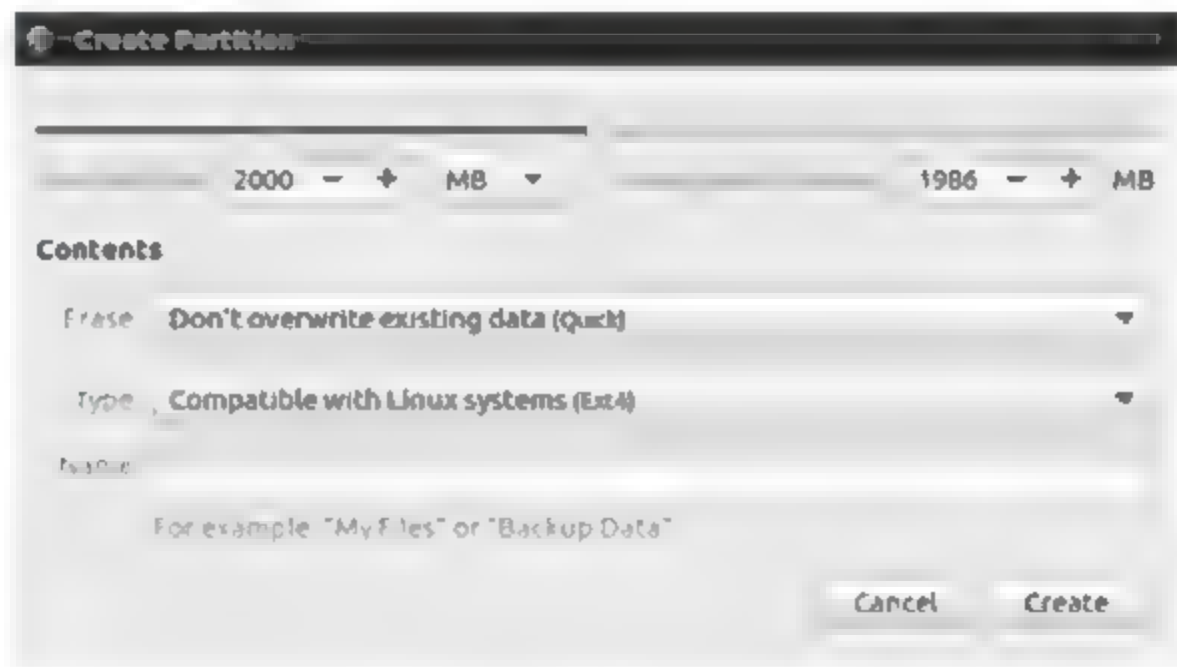 Create Partition
2000 − + MB 1986 − + MB
Contents
Erase Don't overwrite existing data (Quick)
Type Compatible with Linux systems (Ext4)
Name
For example "My Files" or "Backup Data"
Cancel Create